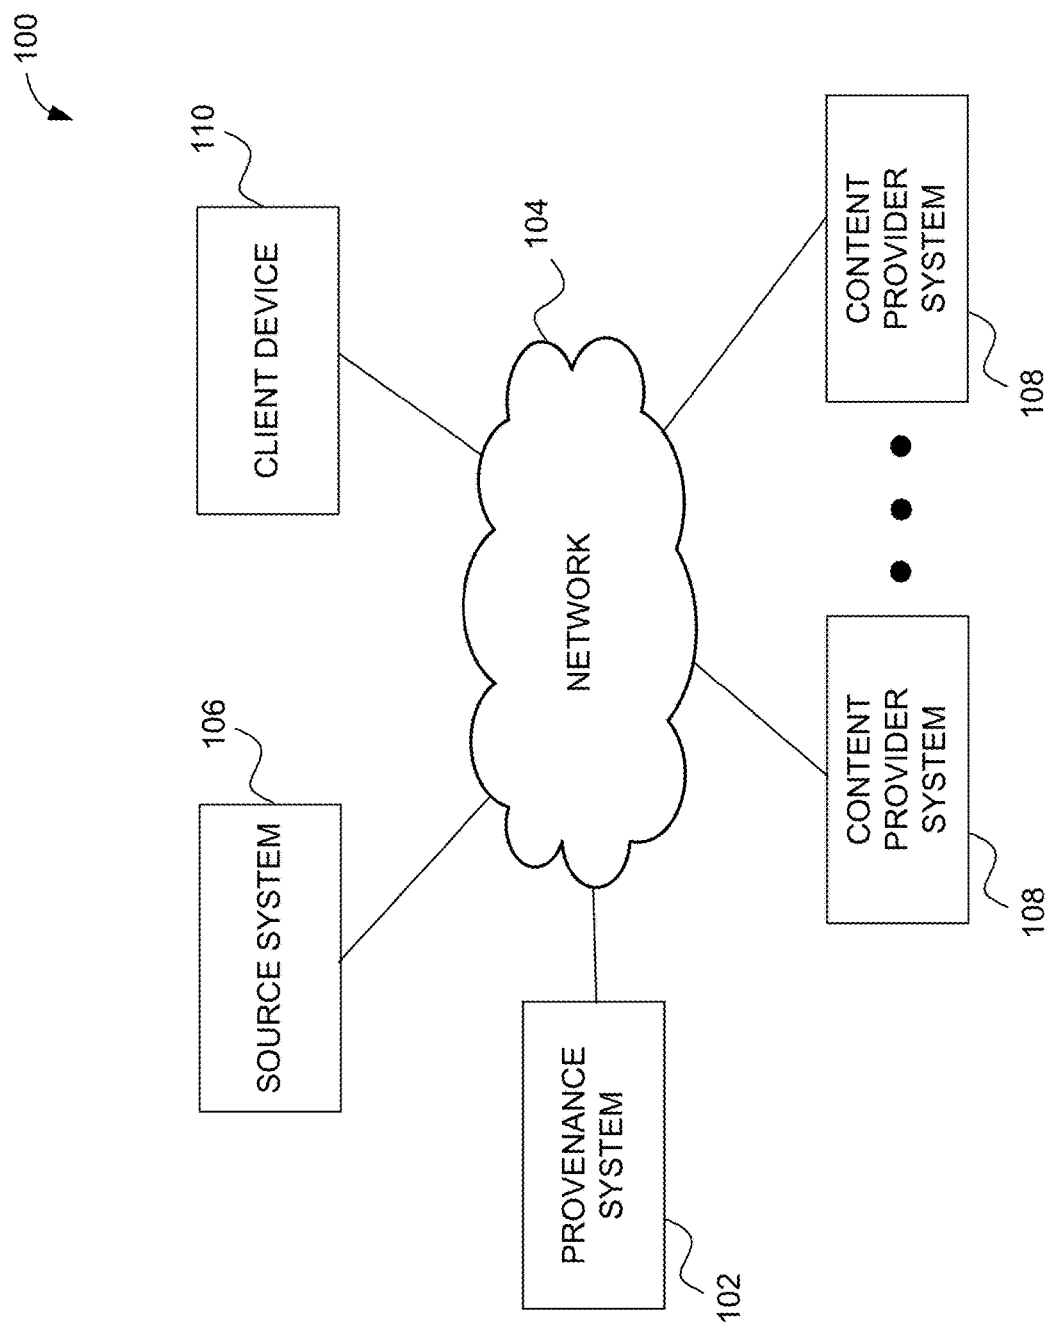 100
106
110
SOURCE SYSTEM
CLIENT DEVICE
104
NETWORK
PROVENANCE
SYSTEM
102
CONTENT
PROVIDER
SYSTEM
108
CONTENT
PROVIDER
SYSTEM
108